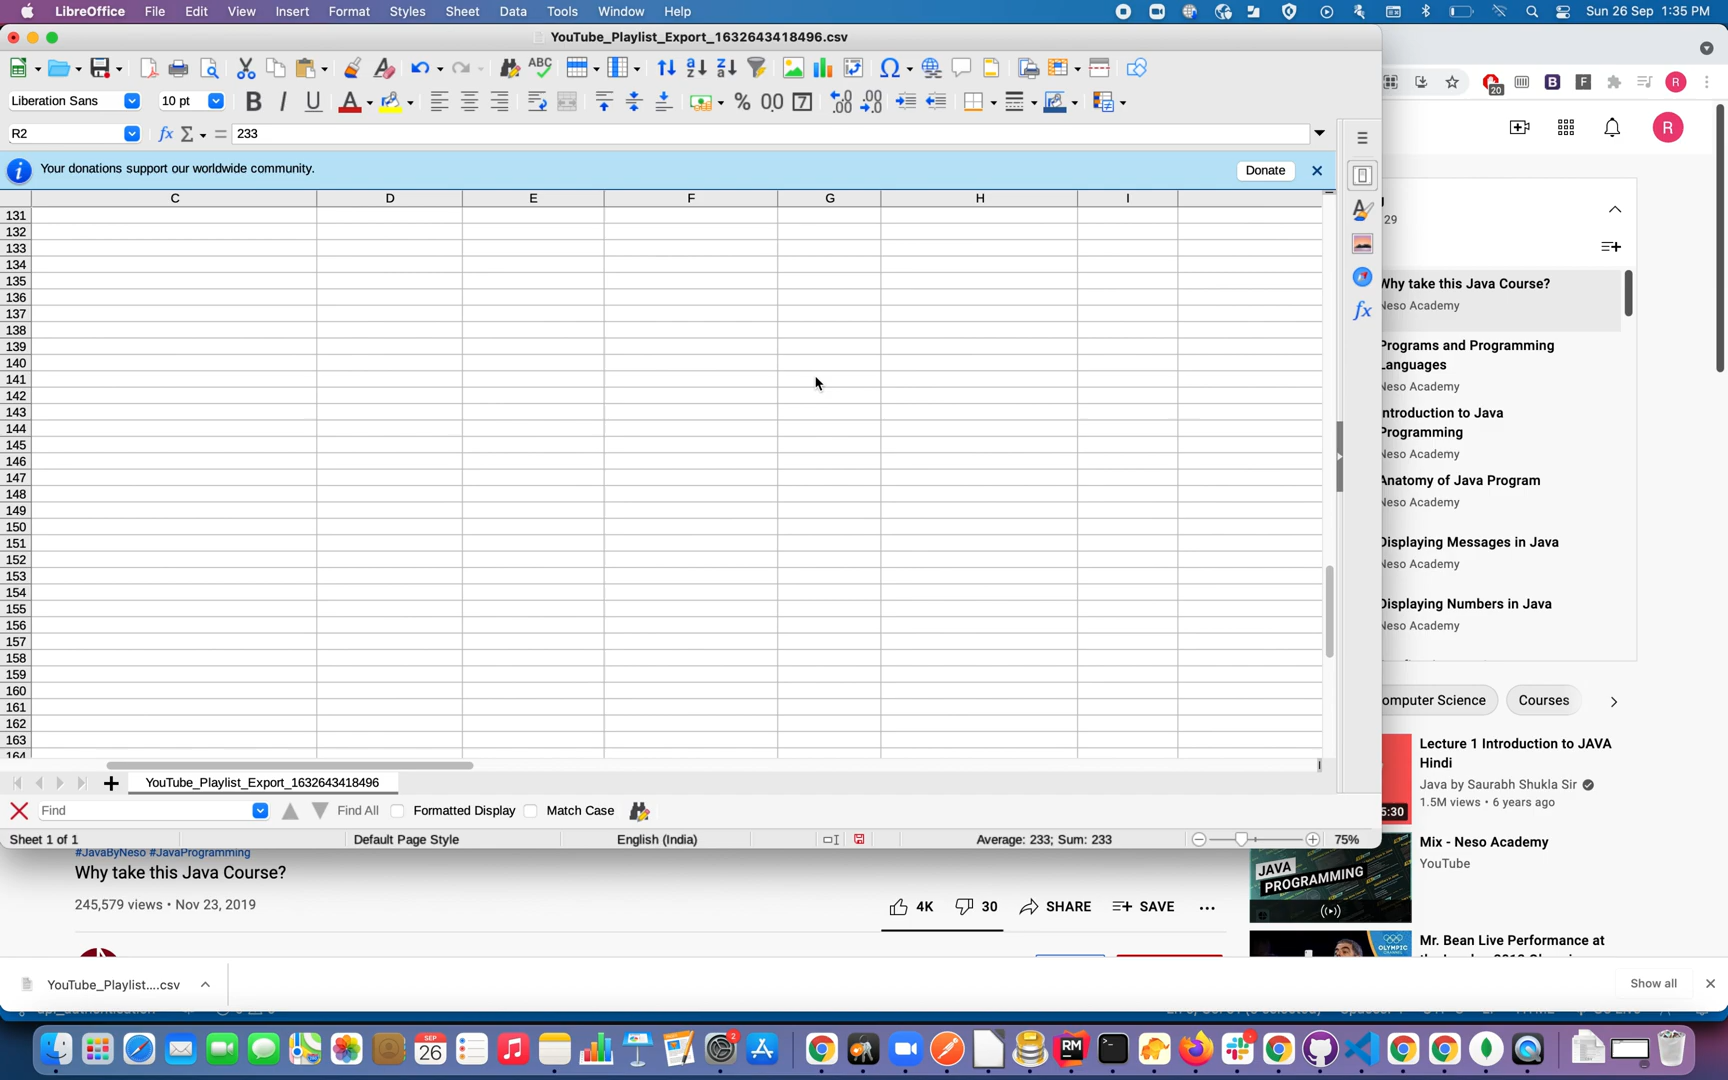 LibreOffice File Edit View Insert Format Styles Sheet Data Tools Window Help Sun 26 Sep 1:35 PM
YouTube_Playlist_Export_1632643418496.csv
Liberation Sans 10 pt
R2 233
Your donations support our worldwide community. Donate
C D E F G H I
131
132
133
134
135
136
137
138
139
140
141
142
143
144
145
146
147
148
149
150
151
152
153
154
155
156
157
158
159
160
161
162
163
164
YouTube_Playlist_Export_1632643418496
Find Find All Formatted Display Match Case
Sheet 1 of 1 Default Page Style English (India) Average: 233; Sum: 233 75%
20
R
R
29
Why take this Java Course?
Neso Academy
Programs and Programming
Languages
Neso Academy
Introduction to Java
Programming
Neso Academy
Anatomy of Java Program
Neso Academy
Displaying Messages in Java
Neso Academy
Displaying Numbers in Java
Neso Academy
Computer Science Courses
5:30
Lecture 1 Introduction to JAVA
Hindi
Java by Saurabh Shukla Sir
1.5M views • 6 years ago
JAVA
PROGRAMMING
Mix - Neso Academy
YouTube
Mr. Bean Live Performance at
#JavaByNeso #JavaProgramming
Why take this Java Course?
245,579 views • Nov 23, 2019
4K 30 SHARE SAVE
YouTube_Playlist....csv Show all
SEP
26
2
RM